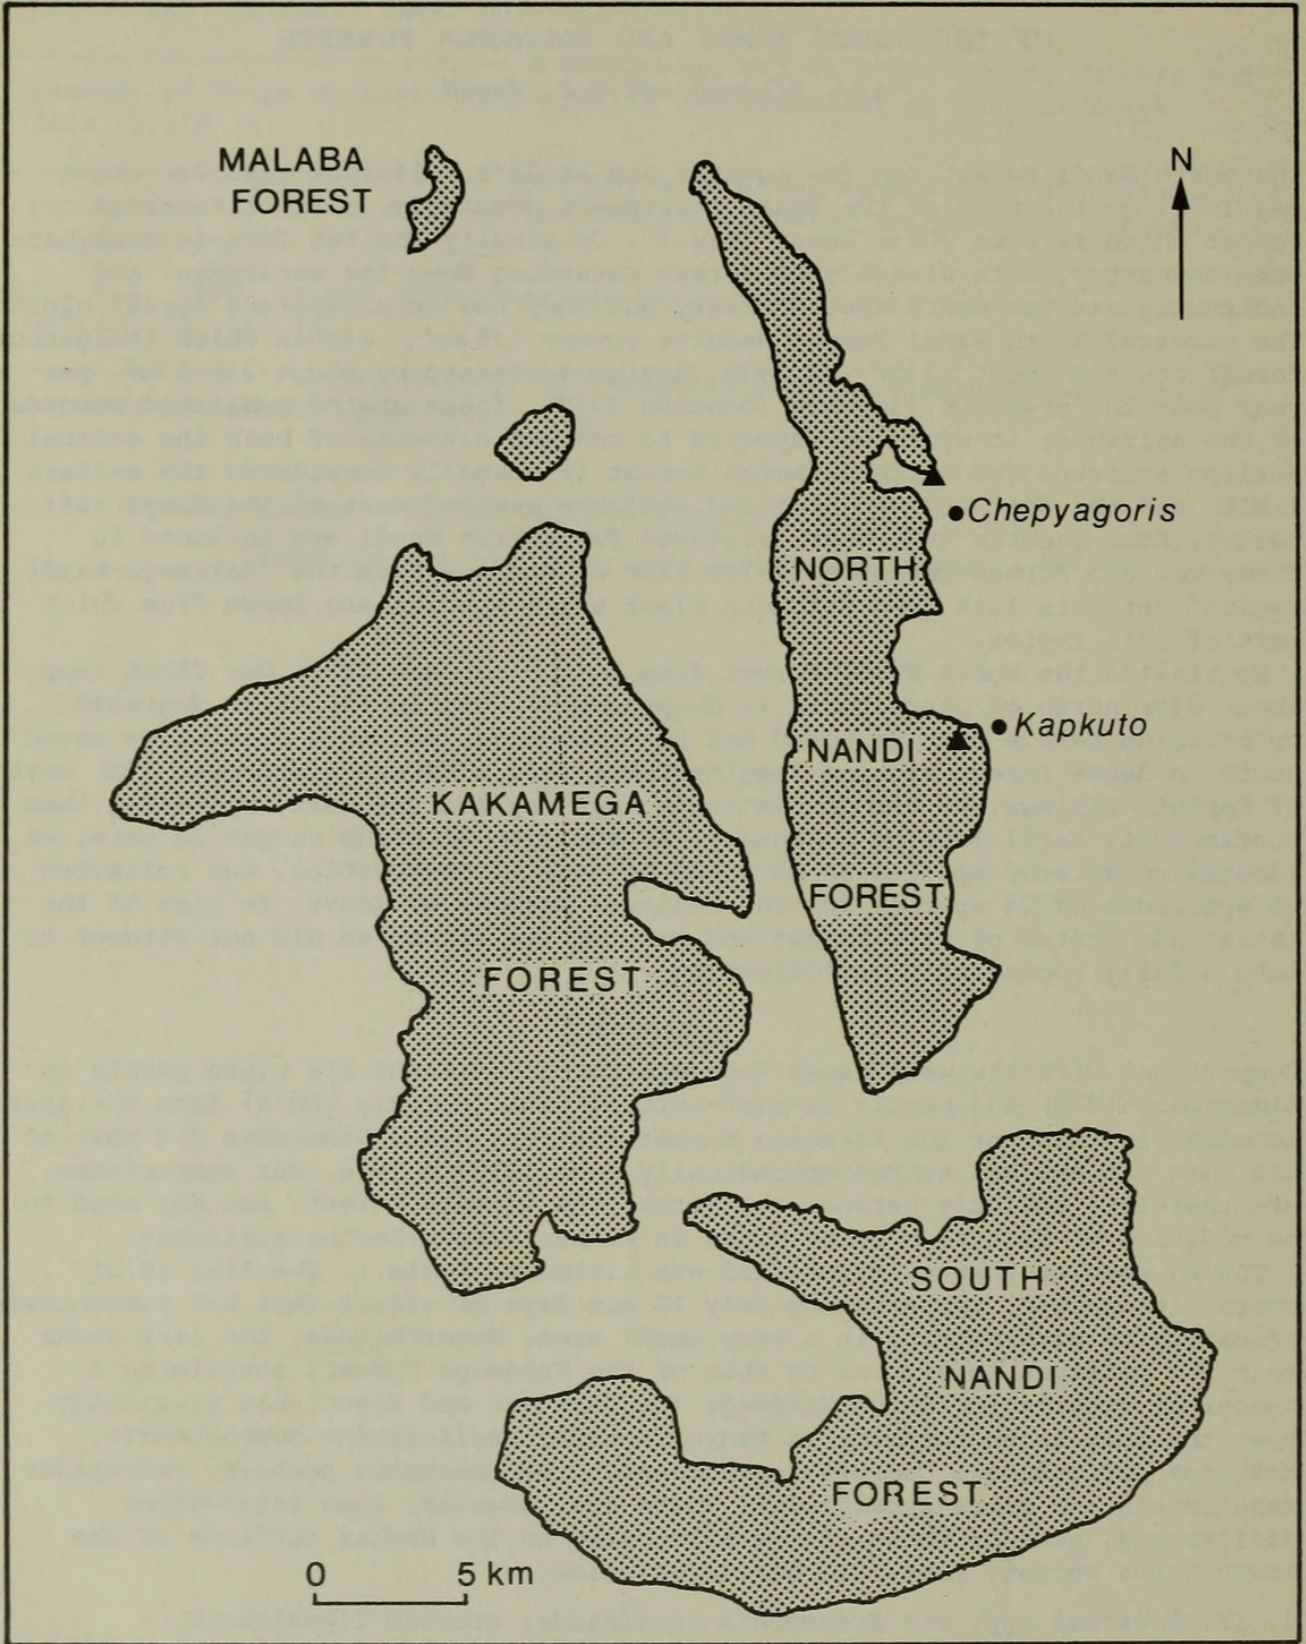 MALABA
FOREST
N
Chepyagoris
NORTH
Kapkuto
NANDI
KAKAMEGA
FOREST
FOREST
SOUTH
NANDI
FOREST
0 5 km